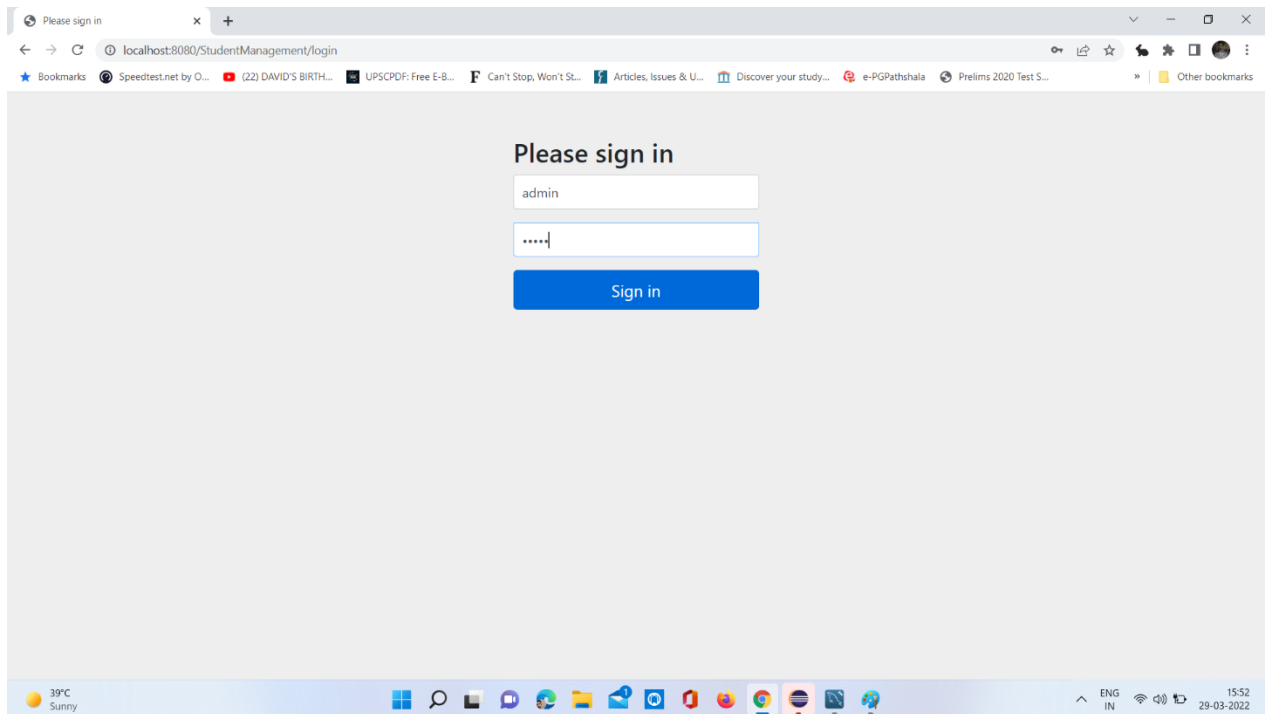 Please sign in
localhost:8080/StudentManagement/login
Bookmarks Speedtest.net by O... (22) DAVID'S BIRTH... UPSCPDF: Free E-B... F Can't Stop, Won't St... Articles, Issues & U... Discover your study... e-PGPathshala Prelims 2020 Test S... » Other bookmarks
Please sign in
admin
•••••
Sign in
39°C
Sunny
1
ENG
IN
15:52
29-03-2022